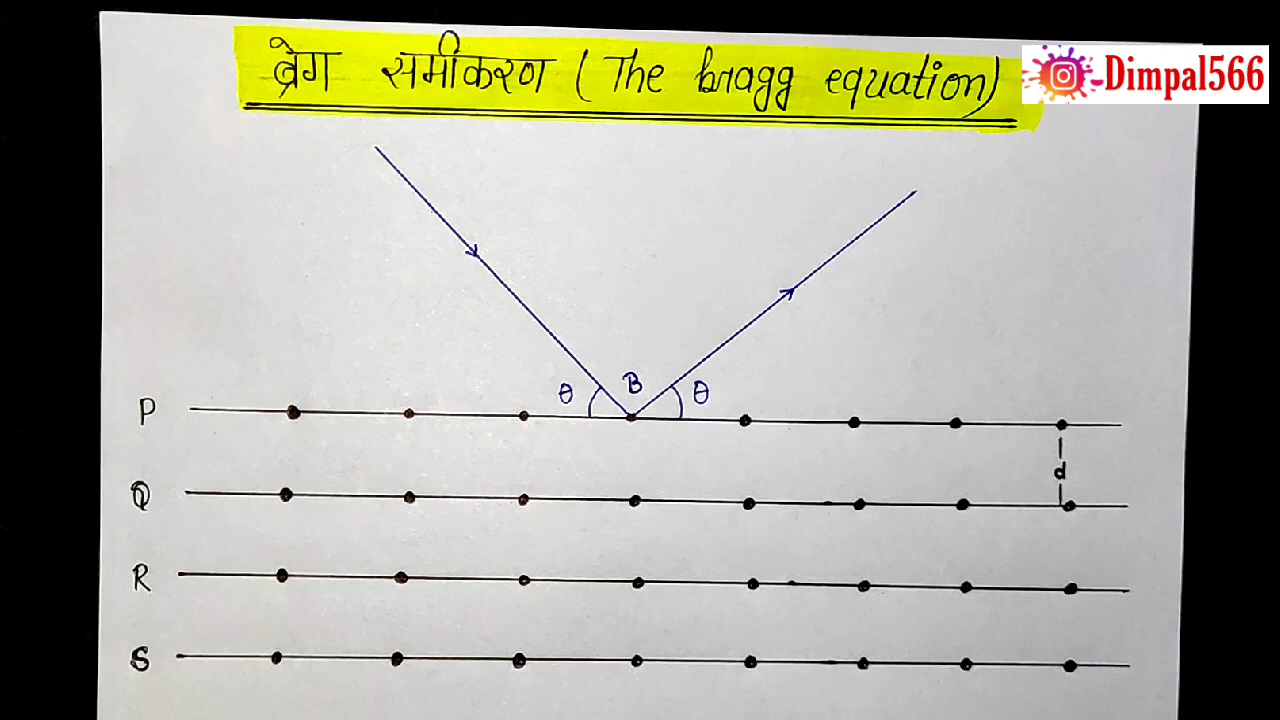 ब्रेग समीकरण ( The bragg equation)
Dimpal566
θ B θ
P
d
Q
R
S